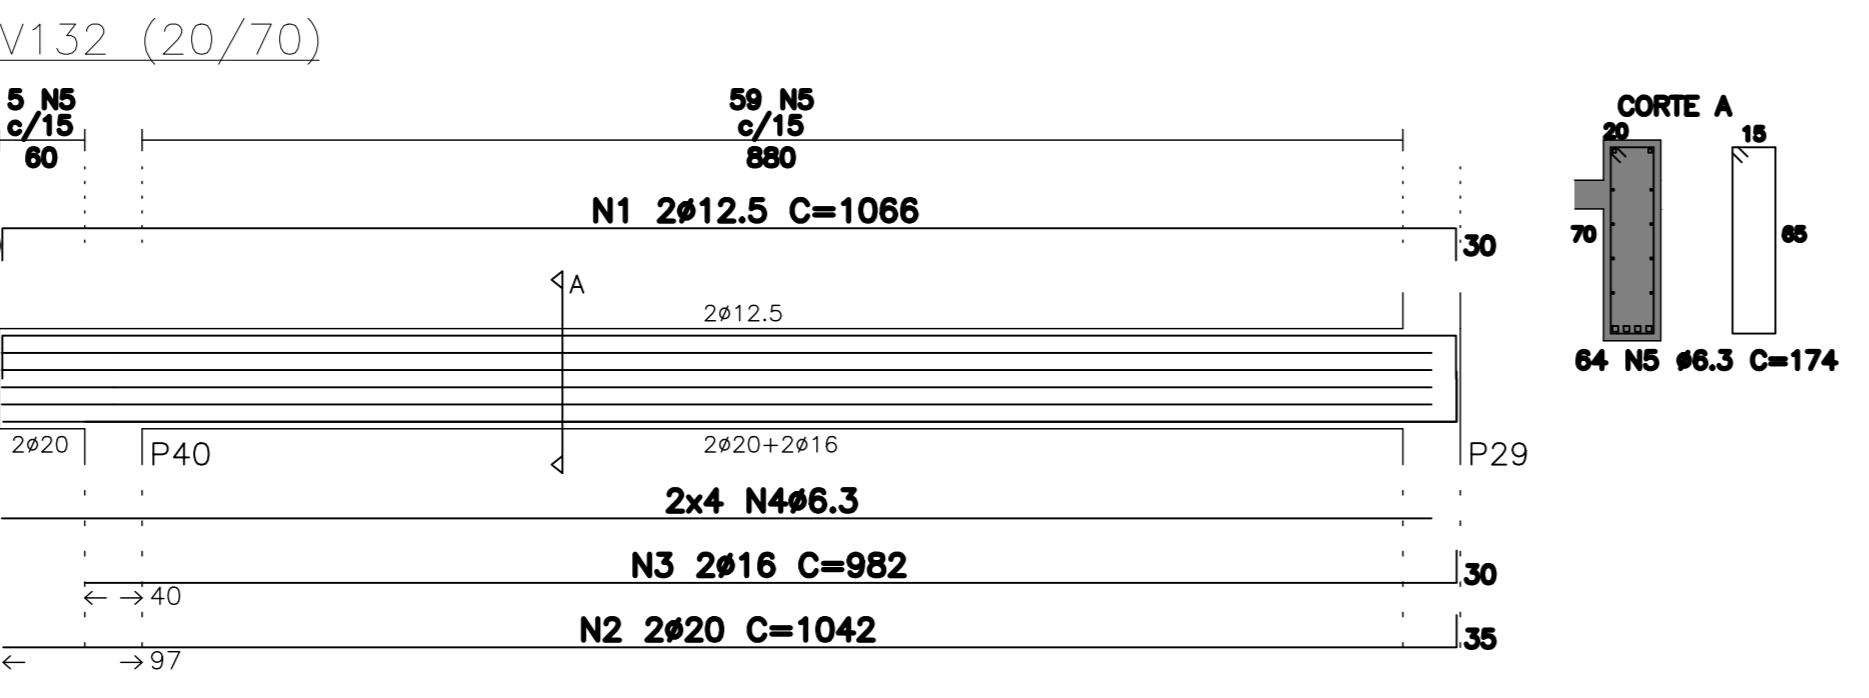 V132 (20/70)
5 N5
c/15
60
59 N5
c/15
880
CORTE A
20
15
70
65
64 N5 ø6.3 C=174
N1 2ø12.5 C=1066
30
A
2ø12.5
2ø20
P40
2ø20+2ø16
P29
2x4 N4ø6.3
N3 2ø16 C=982
30
40
N2 2ø20 C=1042
35
97